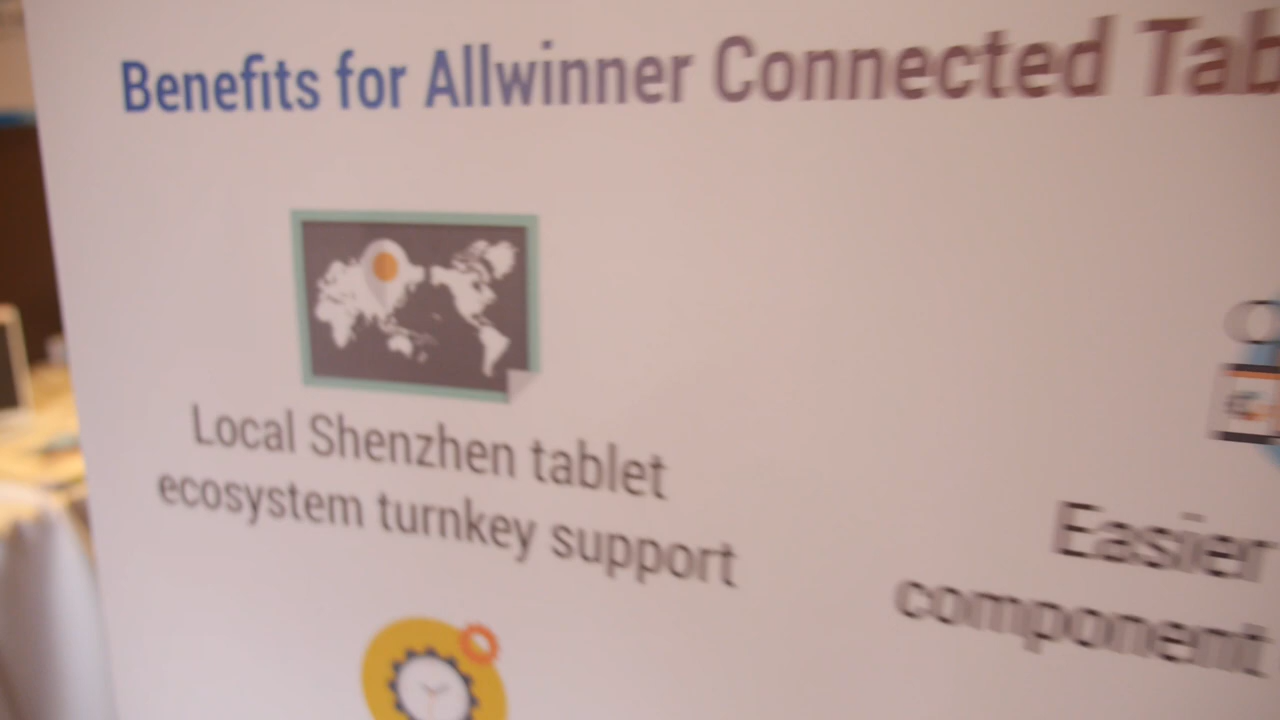 Benefits for Allwinner Connected Tab
Local Shenzhen tablet
ecosystem turnkey support
Easier
component